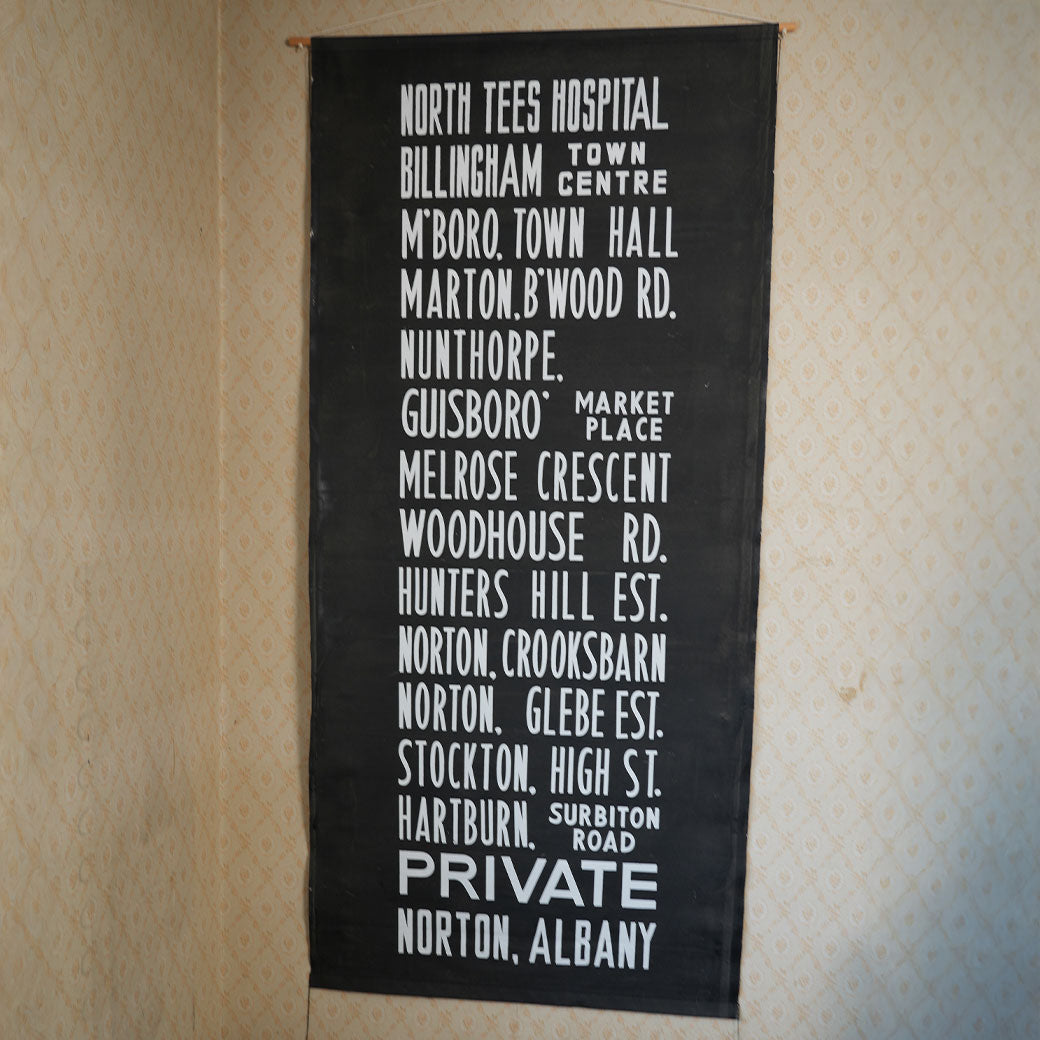 NORTH TEES HOSPITAL
BILLINGHAM TOWN CENTRE
M'BORO. TOWN HALL
MARTON. B'WOOD RD.
NUNTHORPE.
GUISBORO' MARKET PLACE
MELROSE CRESCENT
WOODHOUSE RD.
HUNTERS HILL EST.
NORTON. CROOKSBARN
NORTON. GLEBE EST.
STOCKTON. HIGH ST.
HARTBURN. SURBITON ROAD
PRIVATE
NORTON. ALBANY